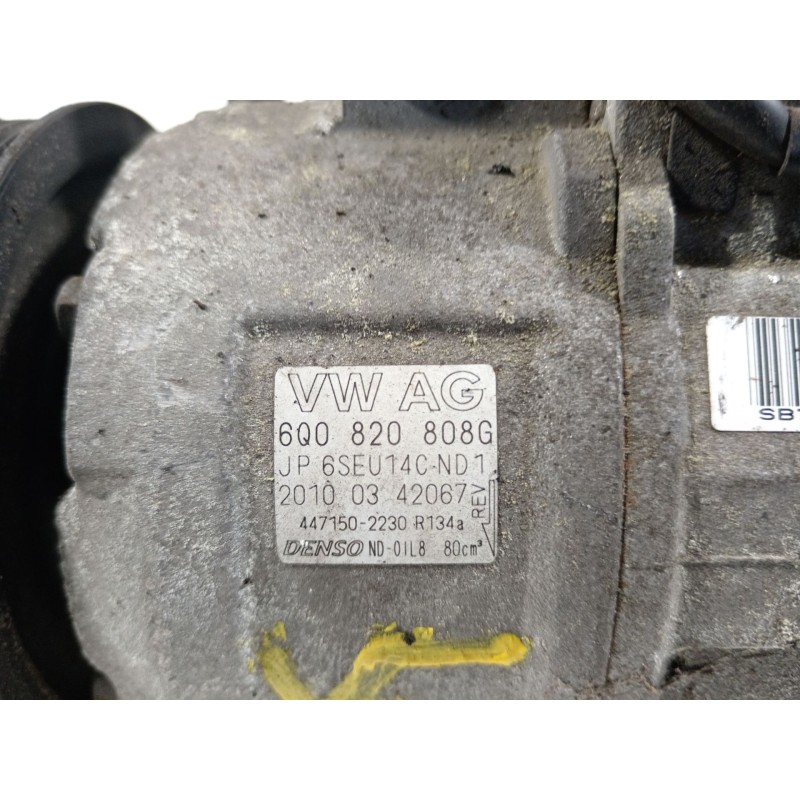 VW AG
6Q0 820 808G
JP 6SEU14C-ND1
2010 03 42067
REV
447150-2230 R134a
DENSO ND-OIL8 80cm³